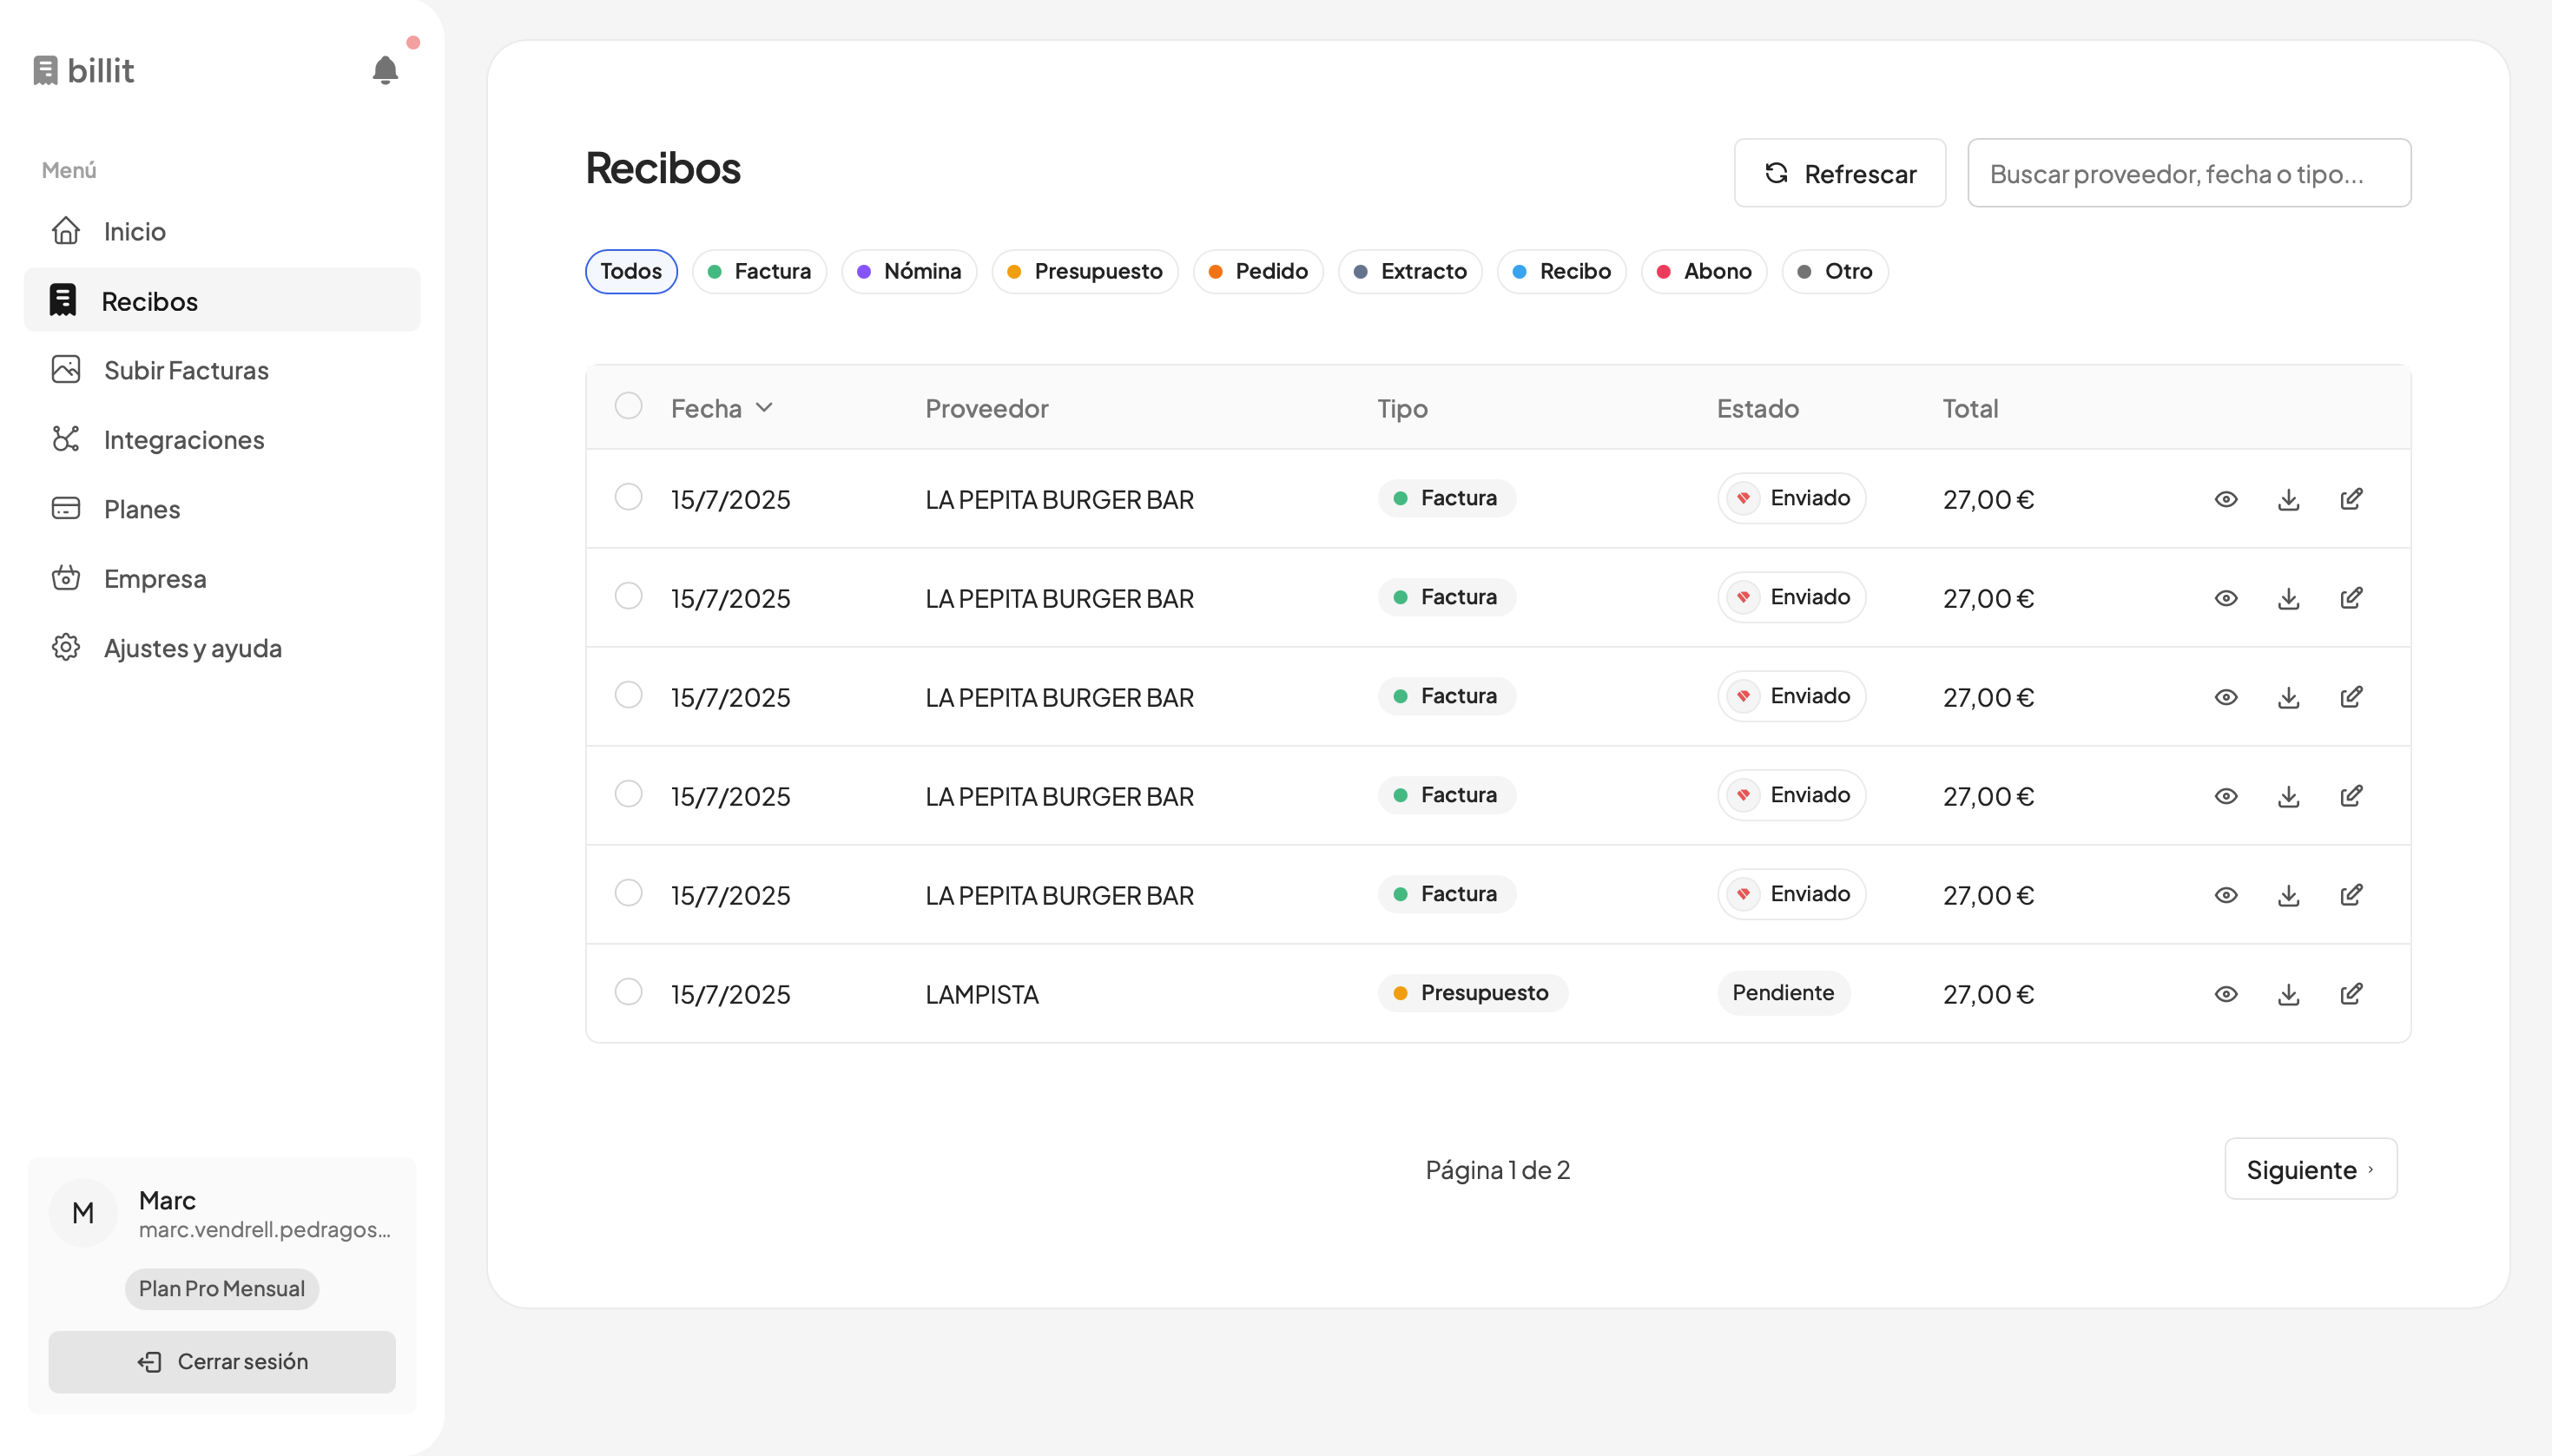 billit
Menú
Inicio
Recibos
Subir Facturas
Integraciones
Planes
Empresa
Ajustes y ayuda
M
Marc
marc.vendrell.pedragos...
Plan Pro Mensual
Cerrar sesión
Recibos
Refrescar
Buscar proveedor, fecha o tipo...
Todos Factura Nómina Presupuesto Pedido Extracto Recibo Abono Otro
Fecha Proveedor Tipo Estado Total
15/7/2025 LA PEPITA BURGER BAR Factura Enviado 27,00 €
15/7/2025 LA PEPITA BURGER BAR Factura Enviado 27,00 €
15/7/2025 LA PEPITA BURGER BAR Factura Enviado 27,00 €
15/7/2025 LA PEPITA BURGER BAR Factura Enviado 27,00 €
15/7/2025 LA PEPITA BURGER BAR Factura Enviado 27,00 €
15/7/2025 LAMPISTA Presupuesto Pendiente 27,00 €
Página 1 de 2
Siguiente ›